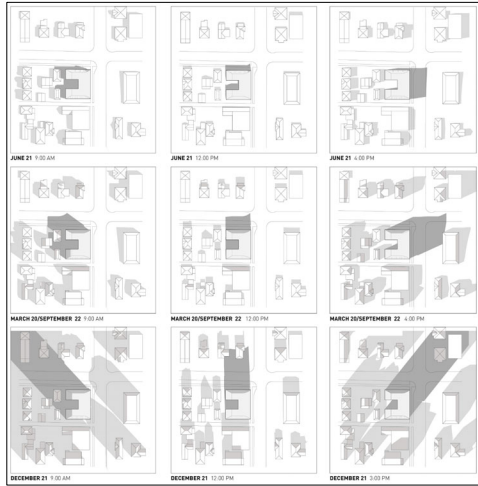 JUNE 21 9:00 AM
JUNE 21 12:00 PM
JUNE 21 4:00 PM
MARCH 20/SEPTEMBER 22 9:00 AM
MARCH 20/SEPTEMBER 22 12:00 PM
MARCH 20/SEPTEMBER 22 4:00 PM
DECEMBER 21 9:00 AM
DECEMBER 21 12:00 PM
DECEMBER 21 3:00 PM